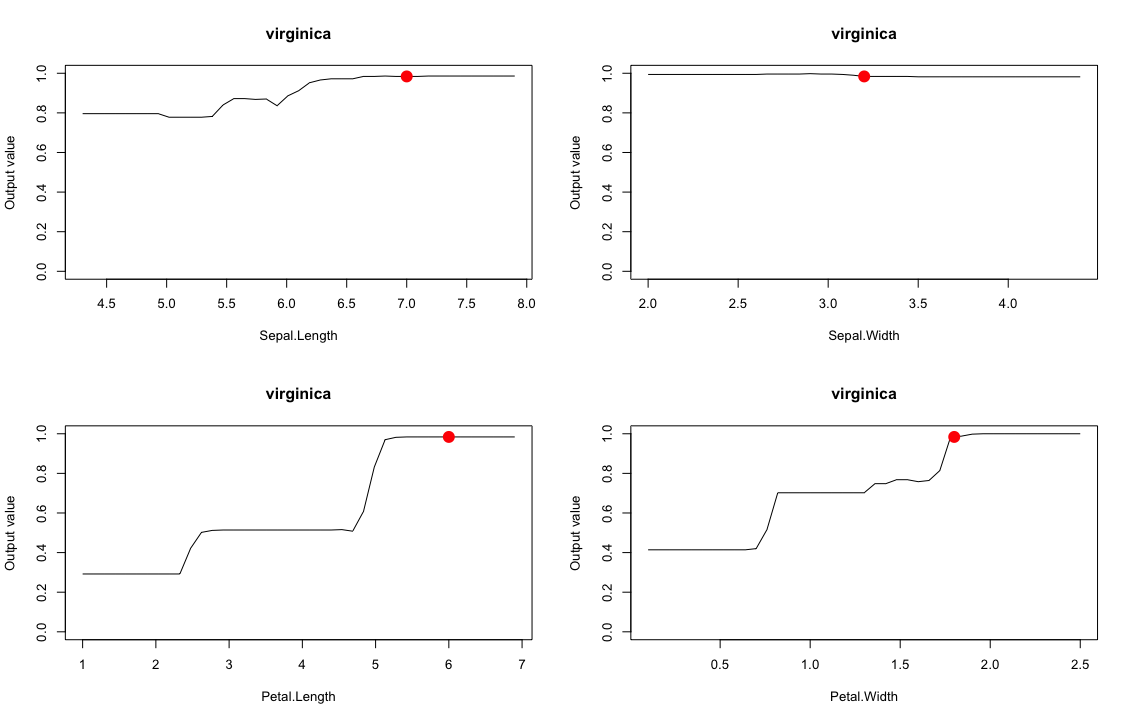 virginica
Output value
0.0 0.2 0.4 0.6 0.8 1.0
4.5 5.0 5.5 6.0 6.5 7.0 7.5 8.0
Sepal.Length
virginica
Output value
0.0 0.2 0.4 0.6 0.8 1.0
2.0 2.5 3.0 3.5 4.0
Sepal.Width
virginica
Output value
0.0 0.2 0.4 0.6 0.8 1.0
1 2 3 4 5 6 7
Petal.Length
virginica
Output value
0.0 0.2 0.4 0.6 0.8 1.0
0.5 1.0 1.5 2.0 2.5
Petal.Width